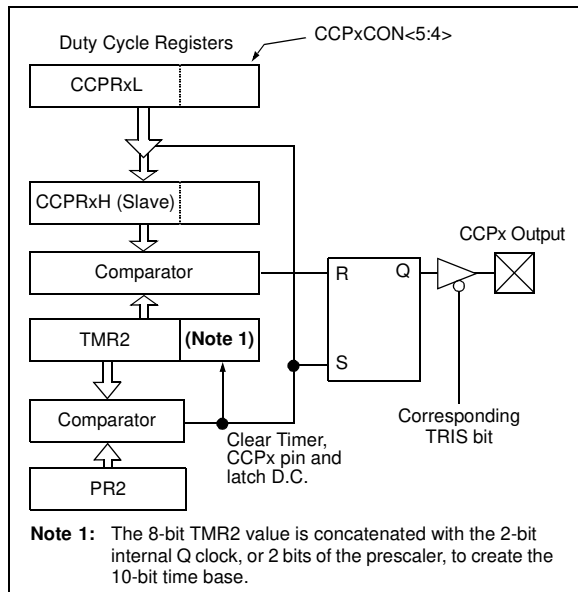 Duty Cycle Registers
CCPxCON<5:4>
CCPRxL
CCPRxH (Slave)
Comparator
TMR2
(Note 1)
Comparator
PR2
Clear Timer,
CCPx pin and
latch D.C.
R
Q
S
CCPx Output
Corresponding
TRIS bit
Note 1: The 8-bit TMR2 value is concatenated with the 2-bit
internal Q clock, or 2 bits of the prescaler, to create the
10-bit time base.